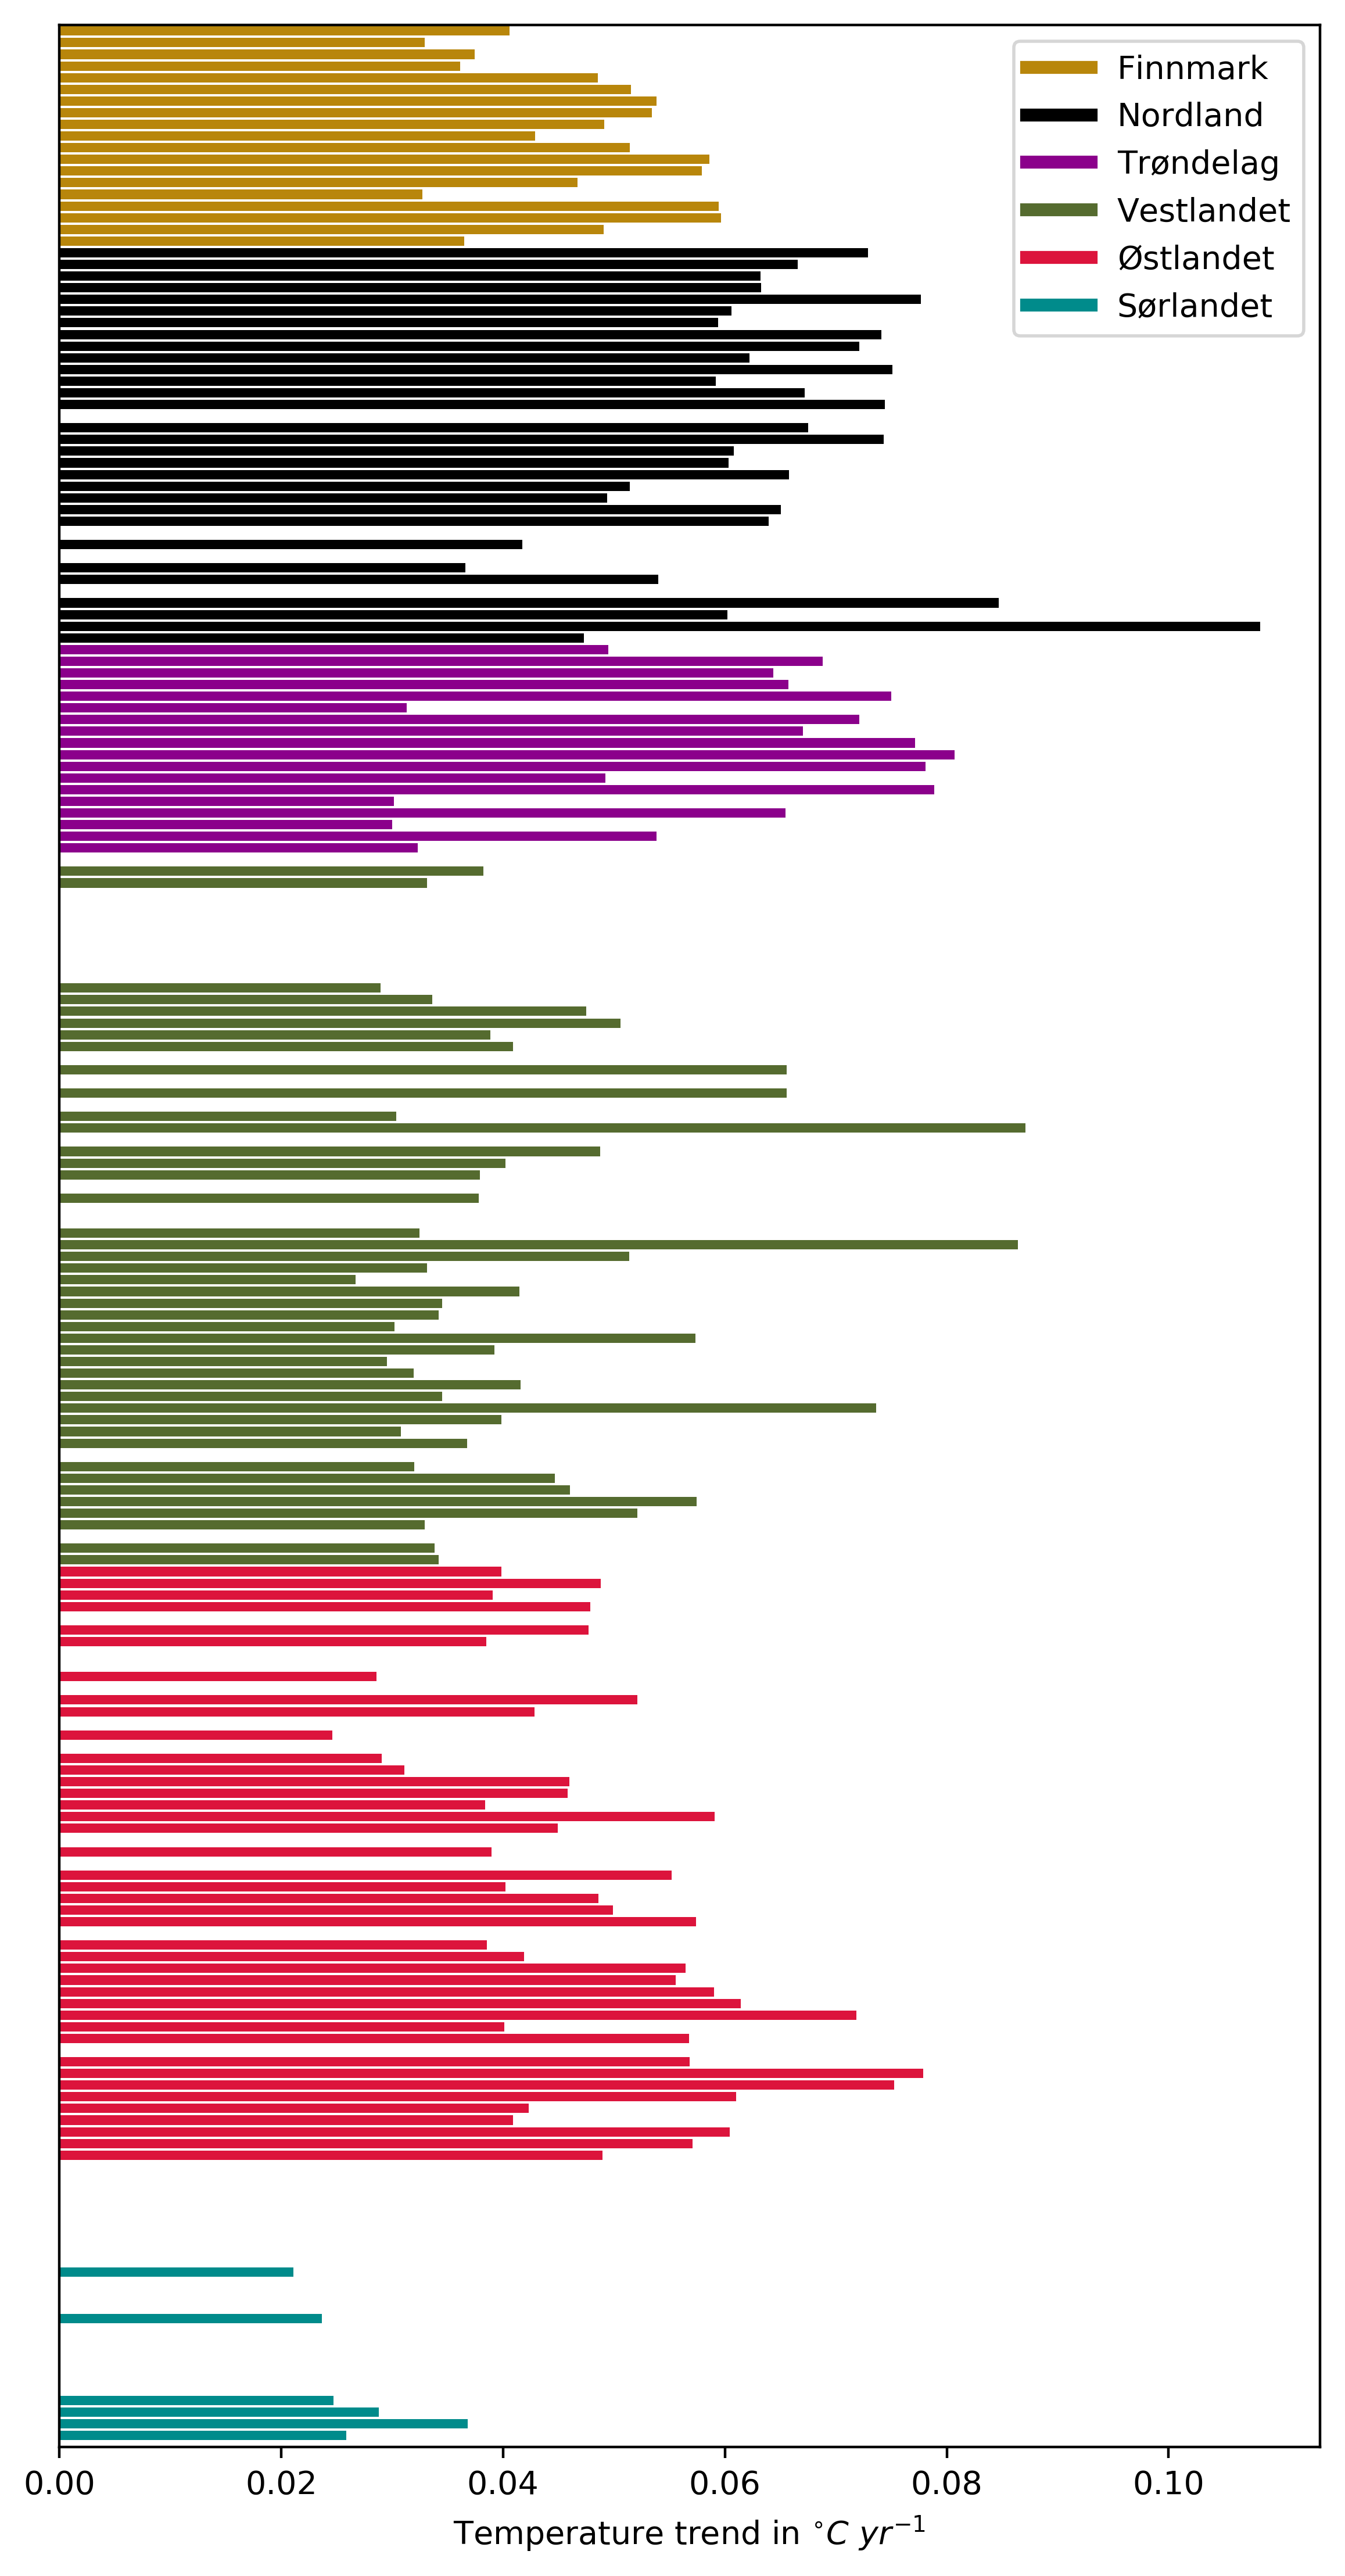 Finnmark
Nordland
Trøndelag
Vestlandet
Østlandet
Sørlandet
0.00 0.02 0.04 0.06 0.08 0.10
Temperature trend in °C yr⁻¹